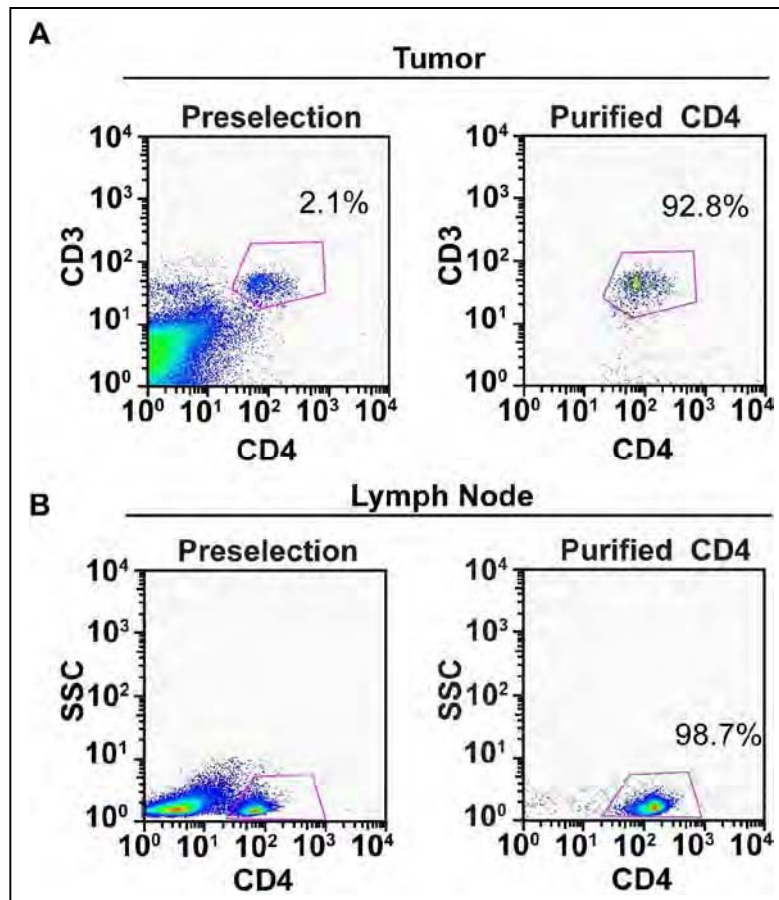 A
Tumor
Preselection Purified CD4
10⁴ 10⁴
10³ 2.1% 10³ 92.8%
CD3 CD3
10² 10²
10¹ 10¹
10⁰ 10⁰
10⁰ 10¹ 10² 10³ 10⁴ 10⁰ 10¹ 10² 10³ 10⁴
CD4 CD4
B
Lymph Node
Preselection Purified CD4
10⁴ 10⁴
10³ 10³
SSC SSC
10² 10²
98.7%
10¹ 10¹
10⁰ 10⁰
10⁰ 10¹ 10² 10³ 10⁴ 10⁰ 10¹ 10² 10³ 10⁴
CD4 CD4